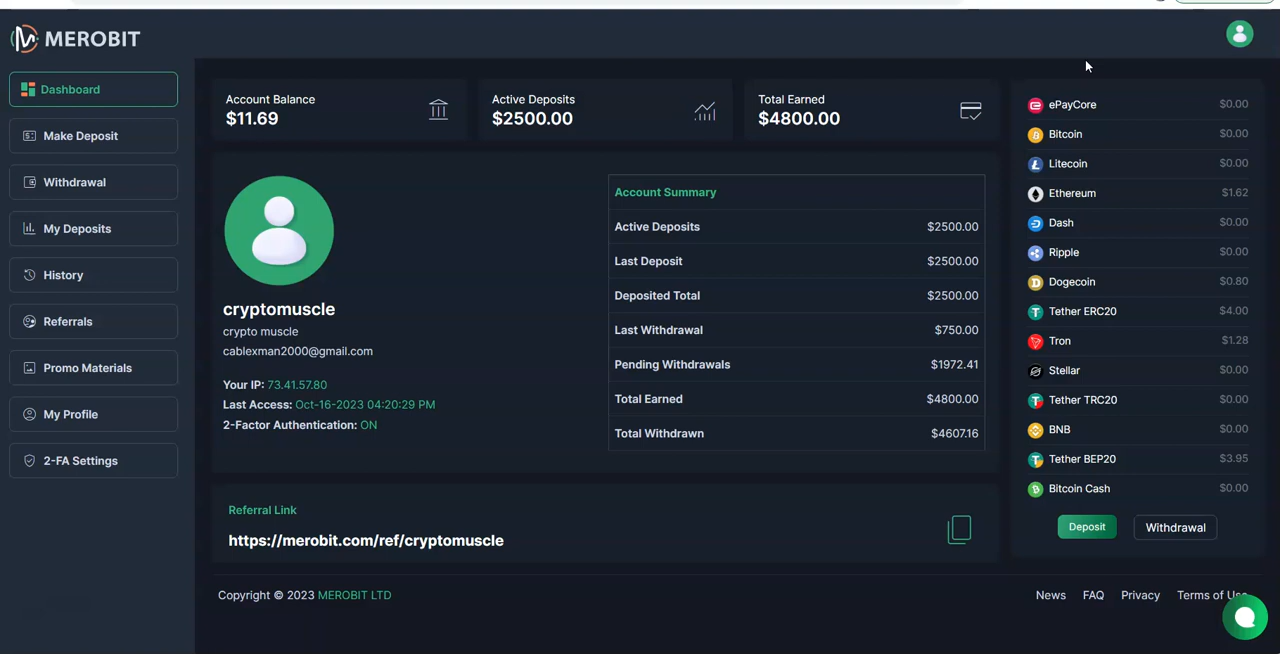 MEROBIT
Dashboard
Make Deposit
Withdrawal
My Deposits
History
Referrals
Promo Materials
My Profile
2-FA Settings
Account Balance
$11.69
Active Deposits
$2500.00
Total Earned
$4800.00
cryptomuscle
crypto muscle
cablexman2000@gmail.com
Your IP: 73.41.57.80
Last Access: Oct-16-2023 04:20:29 PM
2-Factor Authentication: ON
Account Summary
Active Deposits $2500.00
Last Deposit $2500.00
Deposited Total $2500.00
Last Withdrawal $750.00
Pending Withdrawals $1972.41
Total Earned $4800.00
Total Withdrawn $4607.16
Referral Link
https://merobit.com/ref/cryptomuscle
ePayCore $0.00
Bitcoin $0.00
Litecoin $0.00
Ethereum $1.62
Dash $0.00
Ripple $0.00
Dogecoin $0.80
Tether ERC20 $4.00
Tron $1.28
Stellar $0.00
Tether TRC20 $0.00
BNB $0.00
Tether BEP20 $3.95
Bitcoin Cash $0.00
Deposit Withdrawal
Copyright © 2023 MEROBIT LTD
News FAQ Privacy Terms of Use